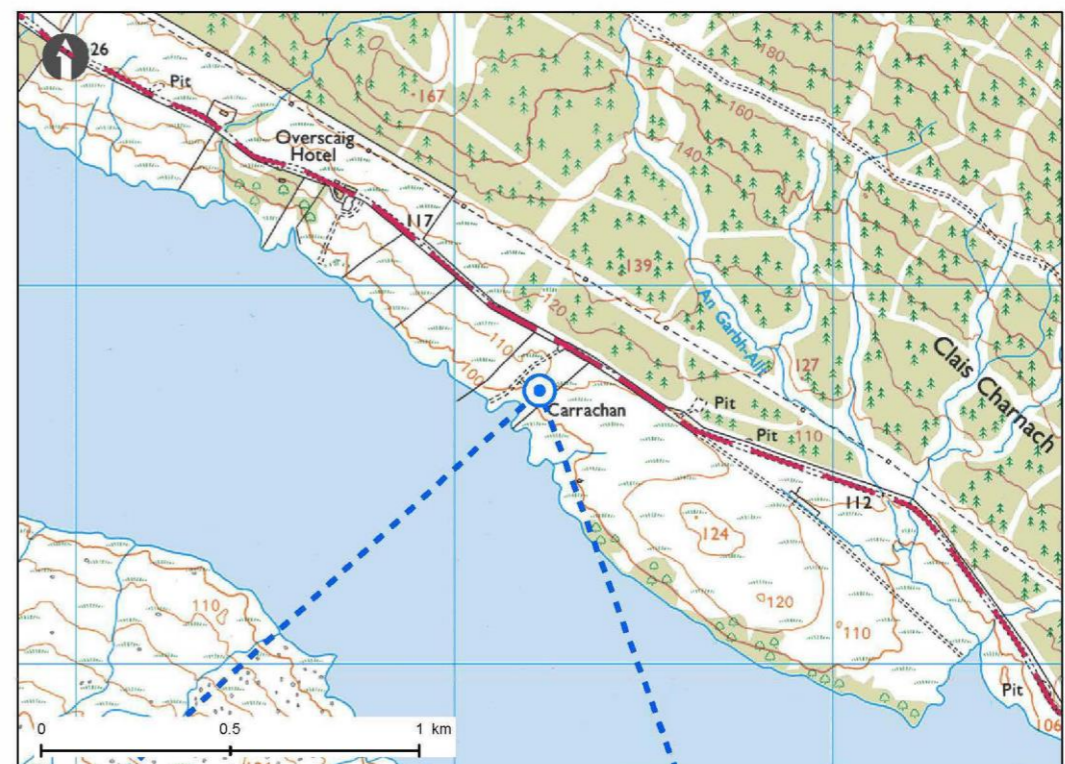 26
Pit
Overscaig
Hotel
117
167
180
160
140
139
120
110
100
An Garbh-Allt
127
Clais Charnach
Carrachan
Pit
Pit
110
112
124
120
110
110
Pit
106
0 0.5 1 km